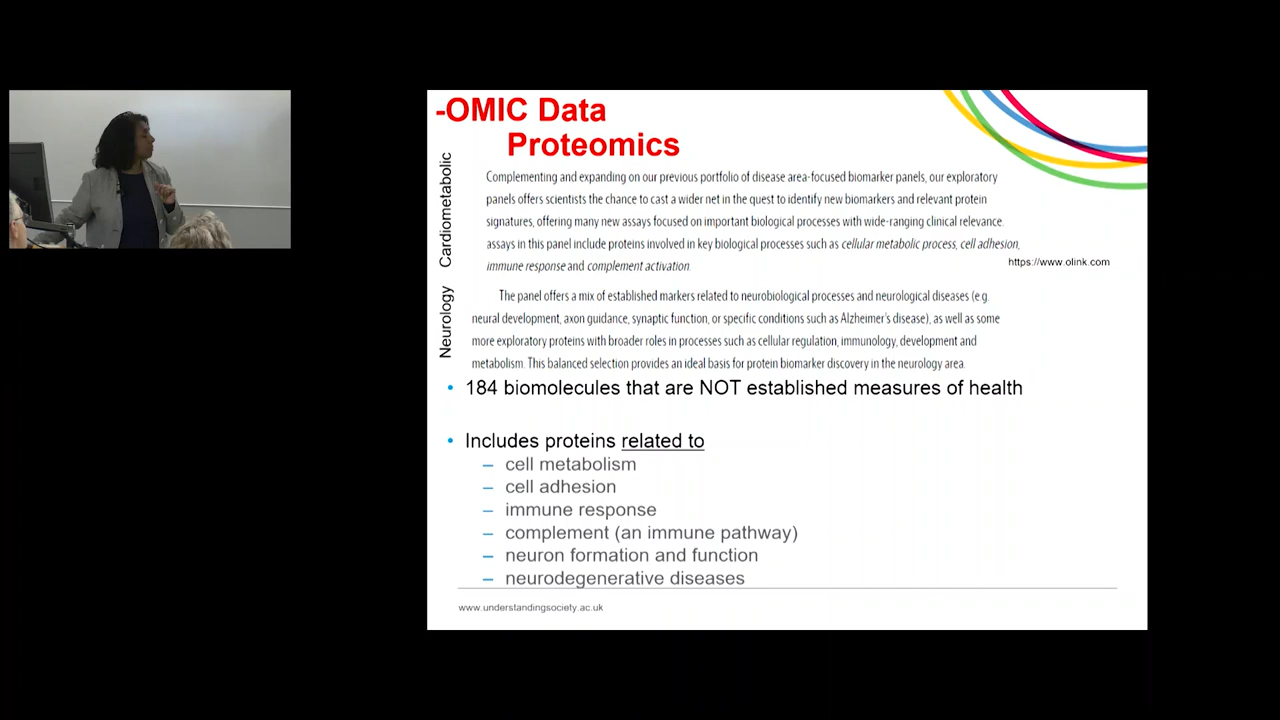 -OMIC Data
Proteomics
Cardiometabolic
Complementing and expanding on our previous portfolio of disease area-focused biomarker panels, our exploratory
panels offers scientists the chance to cast a wider net in the quest to identify new biomarkers and relevant protein
signatures, offering many new assays focused on important biological processes with wide-ranging clinical relevance.
assays in this panel include proteins involved in key biological processes such as cellular metabolic process, cell adhesion,
immune response and complement activation.
https://www.olink.com
Neurology
The panel offers a mix of established markers related to neurobiological processes and neurological diseases (e.g.
neural development, axon guidance, synaptic function, or specific conditions such as Alzheimer's disease), as well as some
more exploratory proteins with broader roles in processes such as cellular regulation, immunology, development and
metabolism. This balanced selection provides an ideal basis for protein biomarker discovery in the neurology area.
• 184 biomolecules that are NOT established measures of health
• Includes proteins related to
– cell metabolism
– cell adhesion
– immune response
– complement (an immune pathway)
– neuron formation and function
– neurodegenerative diseases
www.understandingsociety.ac.uk